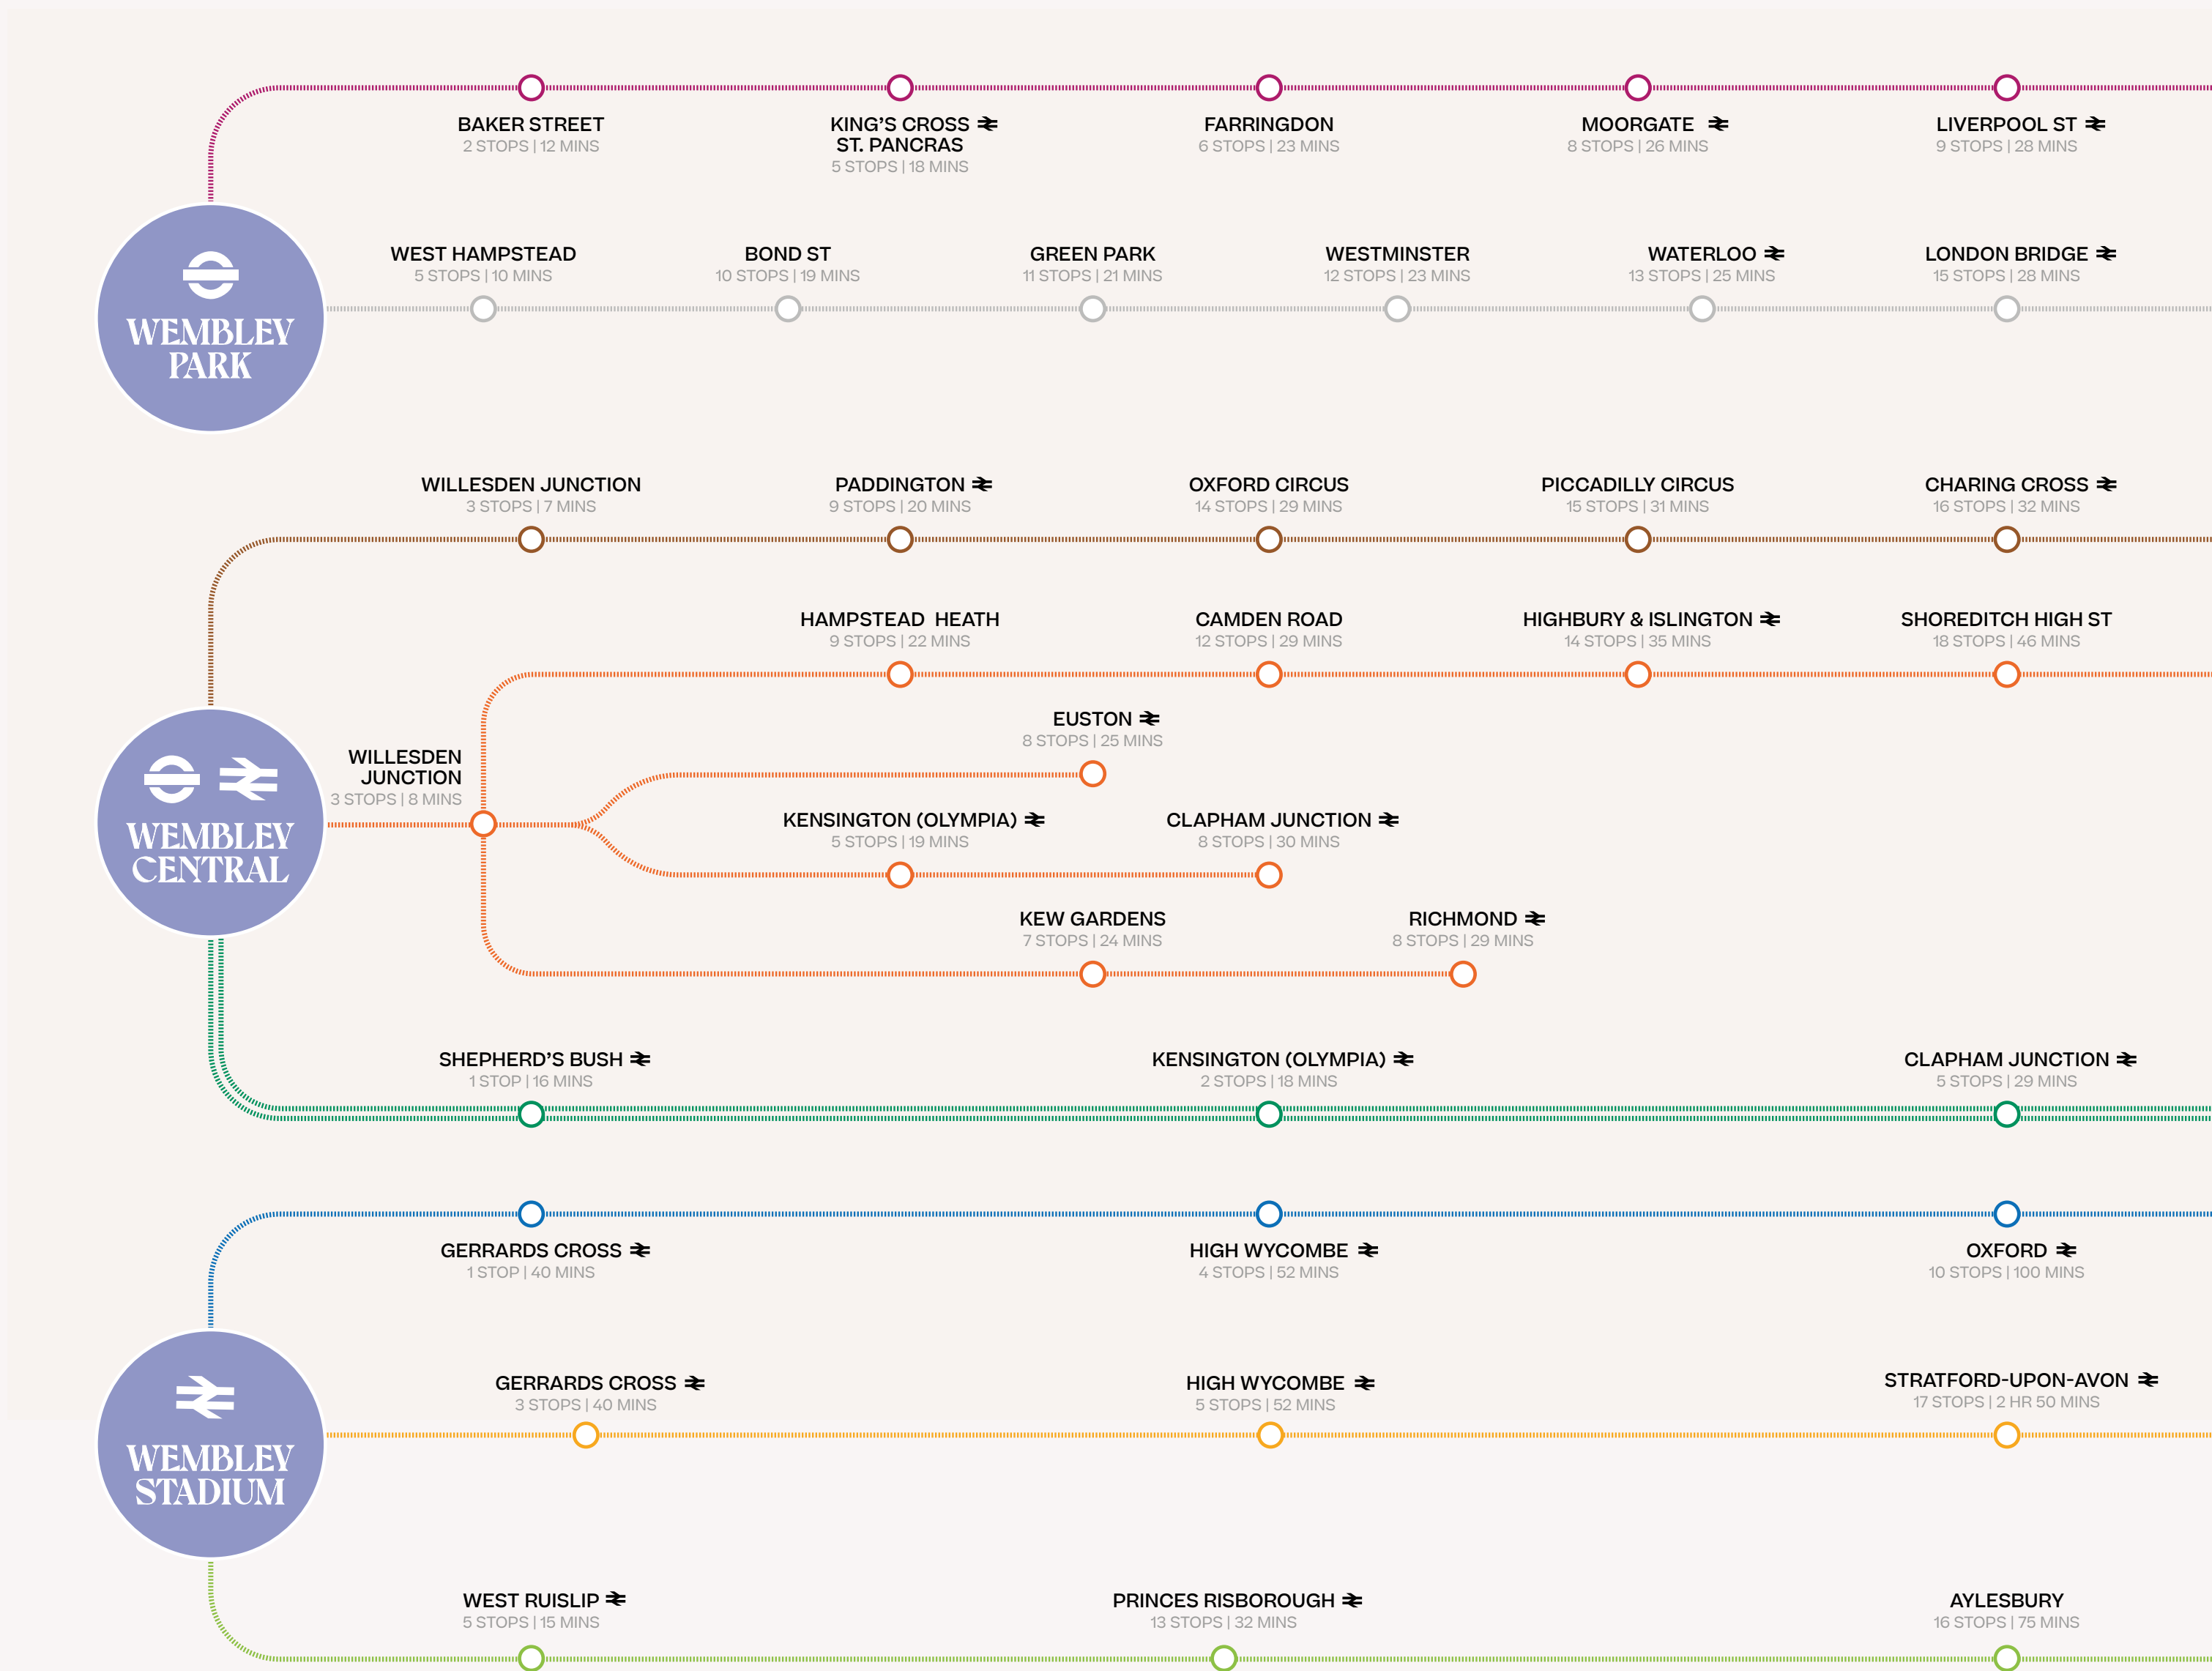 BAKER STREET
2 STOPS | 12 MINS
KING'S CROSS
ST. PANCRAS
5 STOPS | 18 MINS
FARRINGDON
6 STOPS | 23 MINS
MOORGATE
8 STOPS | 26 MINS
LIVERPOOL ST
9 STOPS | 28 MINS
WEMBLEY
PARK
WEST HAMPSTEAD
5 STOPS | 10 MINS
BOND ST
10 STOPS | 19 MINS
GREEN PARK
11 STOPS | 21 MINS
WESTMINSTER
12 STOPS | 23 MINS
WATERLOO
13 STOPS | 25 MINS
LONDON BRIDGE
15 STOPS | 28 MINS
WILLESDEN JUNCTION
3 STOPS | 7 MINS
PADDINGTON
9 STOPS | 20 MINS
OXFORD CIRCUS
14 STOPS | 29 MINS
PICCADILLY CIRCUS
15 STOPS | 31 MINS
CHARING CROSS
16 STOPS | 32 MINS
HAMPSTEAD HEATH
9 STOPS | 22 MINS
CAMDEN ROAD
12 STOPS | 29 MINS
HIGHBURY & ISLINGTON
14 STOPS | 35 MINS
SHOREDITCH HIGH ST
18 STOPS | 46 MINS
WEMBLEY
CENTRAL
WILLESDEN
JUNCTION
3 STOPS | 8 MINS
EUSTON
8 STOPS | 25 MINS
KENSINGTON (OLYMPIA)
5 STOPS | 19 MINS
CLAPHAM JUNCTION
8 STOPS | 30 MINS
KEW GARDENS
7 STOPS | 24 MINS
RICHMOND
8 STOPS | 29 MINS
SHEPHERD'S BUSH
1 STOP | 16 MINS
KENSINGTON (OLYMPIA)
2 STOPS | 18 MINS
CLAPHAM JUNCTION
5 STOPS | 29 MINS
GERRARDS CROSS
1 STOP | 40 MINS
HIGH WYCOMBE
4 STOPS | 52 MINS
OXFORD
10 STOPS | 100 MINS
WEMBLEY
STADIUM
GERRARDS CROSS
3 STOPS | 40 MINS
HIGH WYCOMBE
5 STOPS | 52 MINS
STRATFORD-UPON-AVON
17 STOPS | 2 HR 50 MINS
WEST RUISLIP
5 STOPS | 15 MINS
PRINCES RISBOROUGH
13 STOPS | 32 MINS
AYLESBURY
16 STOPS | 75 MINS